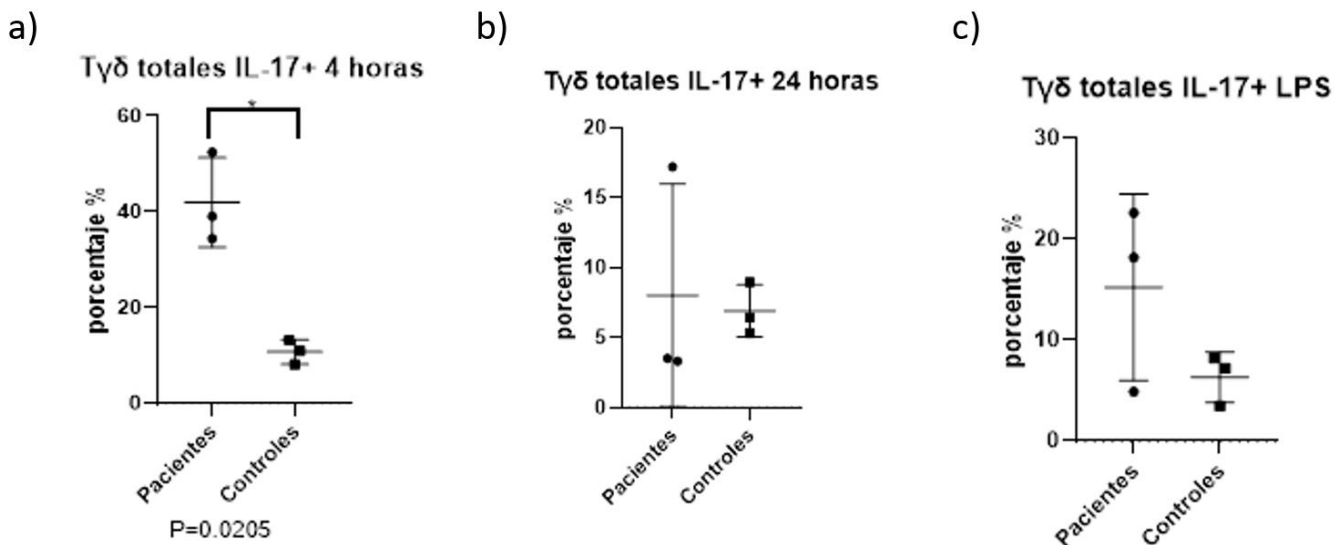 a)
Tγδ totales IL-17+ 4 horas
*
60
40
20
0
porcentaje %
Pacientes
Controles
P=0.0205
b)
Tγδ totales IL-17+ 24 horas
20
15
10
5
0
porcentaje %
Pacientes
Controles
c)
Tγδ totales IL-17+ LPS
30
20
10
0
porcentaje %
Pacientes
Controles